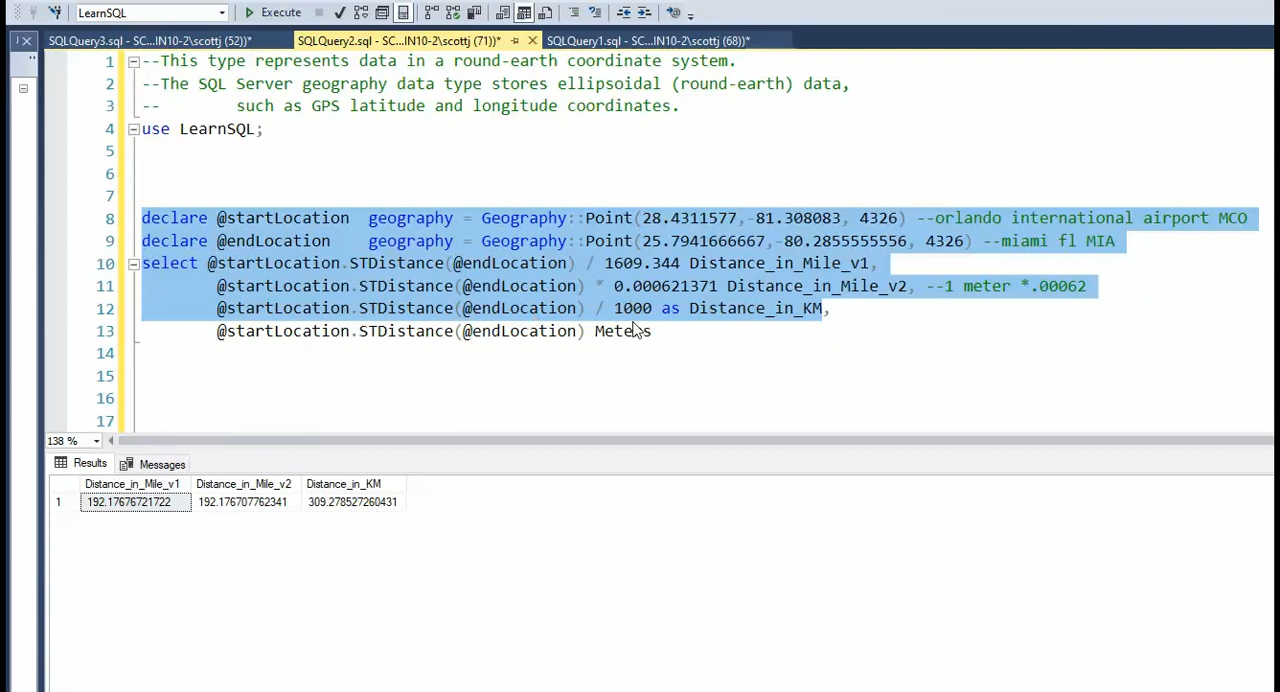 LearnSQL Execute
SQLQuery3.sql - SC...IN10-2\scottj (52))* SQLQuery2.sql - SC...IN10-2\scottj (71))* SQLQuery1.sql - SC...IN10-2\scottj (68))*
1 --This type represents data in a round-earth coordinate system.
2 --The SQL Server geography data type stores ellipsoidal (round-earth) data,
3 -- such as GPS latitude and longitude coordinates.
4 use LearnSQL;
5
6
7
8 declare @startLocation geography = Geography::Point(28.4311577,-81.308083, 4326) --orlando international airport MCO
9 declare @endLocation geography = Geography::Point(25.7941666667,-80.2855555556, 4326) --miami fl MIA
10 select @startLocation.STDistance(@endLocation) / 1609.344 Distance_in_Mile_v1,
11 @startLocation.STDistance(@endLocation) * 0.000621371 Distance_in_Mile_v2, --1 meter *.00062
12 @startLocation.STDistance(@endLocation) / 1000 as Distance_in_KM,
13 @startLocation.STDistance(@endLocation) Meters
14
15
16
17
138 %
Results Messages
Distance_in_Mile_v1 Distance_in_Mile_v2 Distance_in_KM
1 192.17676721722 192.176707762341 309.278527260431